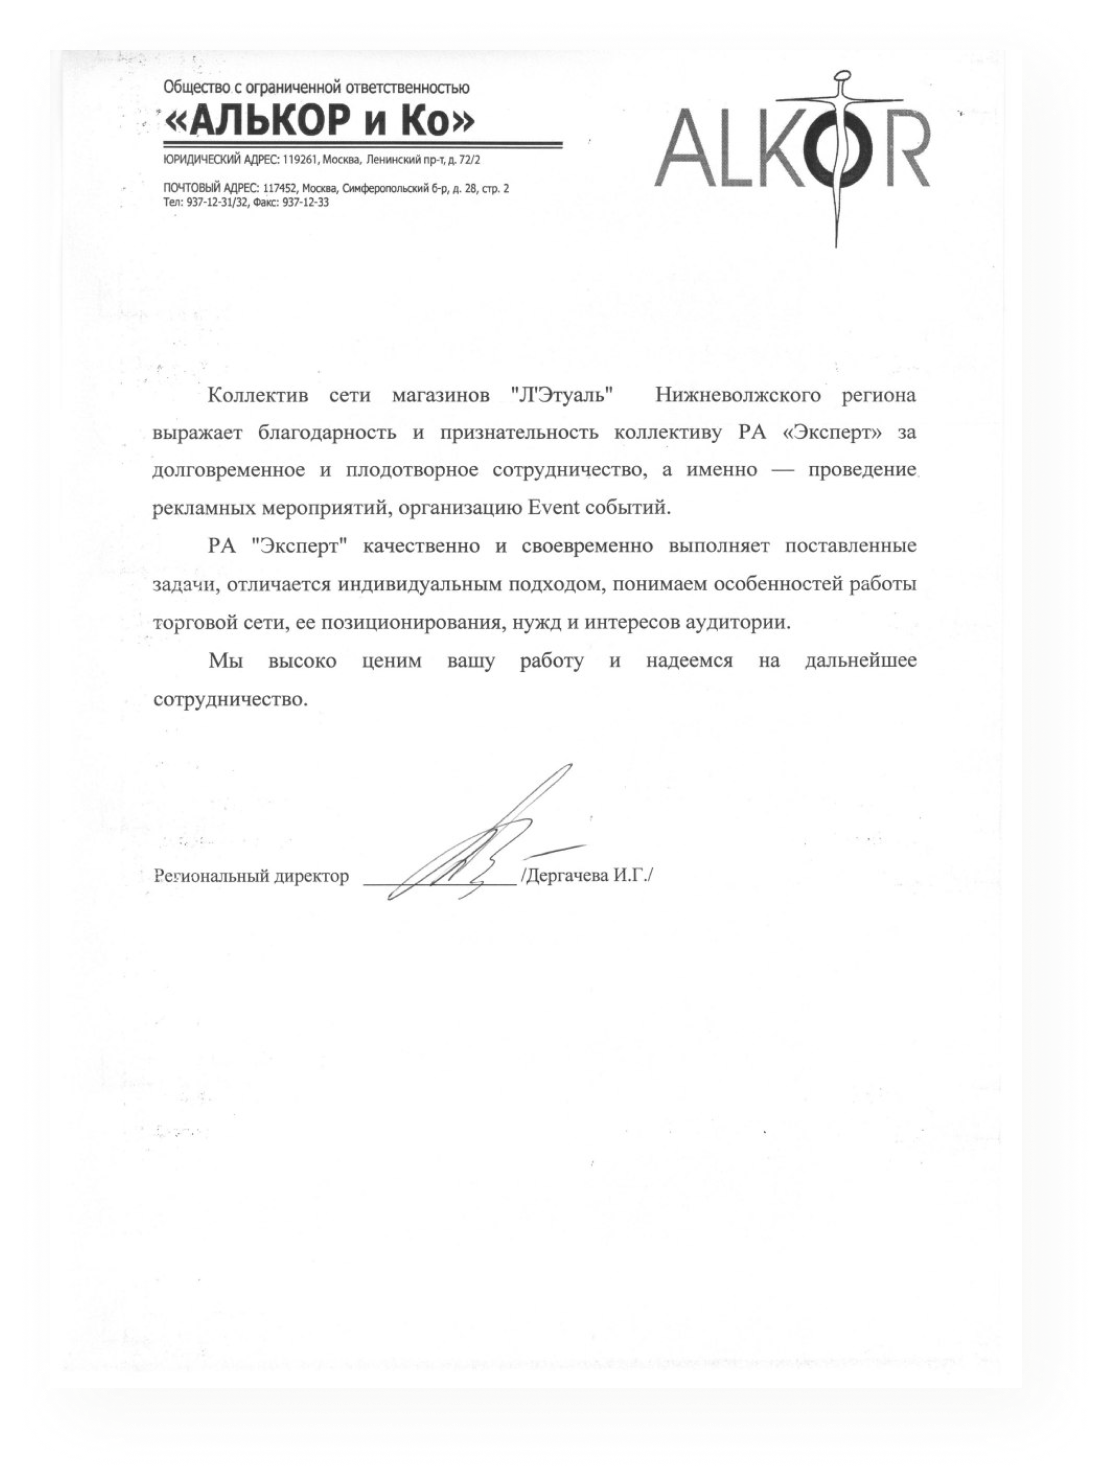 Общество с ограниченной ответственностью
«АЛЬКОР и Ко»
ЮРИДИЧЕСКИЙ АДРЕС: 119261, Москва, Ленинский пр-т, д. 72/2
ПОЧТОВЫЙ АДРЕС: 117452, Москва, Симферопольский б-р, д. 28, стр. 2
Тел: 937-12-31/32, Факс: 937-12-33
ALKOR
Коллектив сети магазинов "Л'Этуаль" Нижневолжского региона
выражает благодарность и признательность коллективу РА «Эксперт» за
долговременное и плодотворное сотрудничество, а именно — проведение
рекламных мероприятий, организацию Event событий.
РА "Эксперт" качественно и своевременно выполняет поставленные
задачи, отличается индивидуальным подходом, понимаем особенностей работы
торговой сети, ее позиционирования, нужд и интересов аудитории.
Мы высоко ценим вашу работу и надеемся на дальнейшее
сотрудничество.
Региональный директор /Дергачева И.Г./